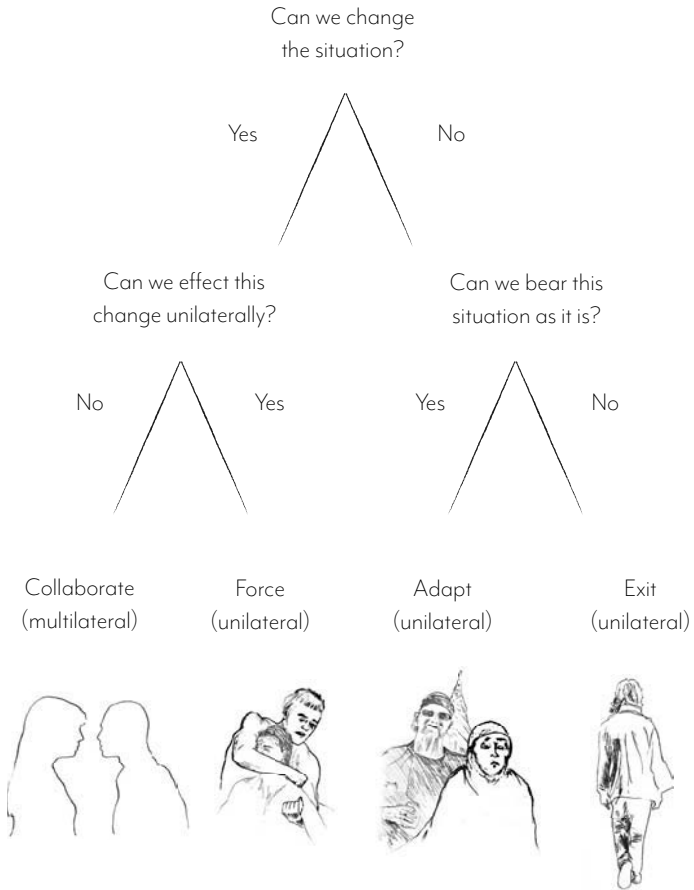 Can we change
the situation?
Yes
No
Can we effect this
change unilaterally?
Can we bear this
situation as it is?
No
Yes
Yes
No
Collaborate
(multilateral)
Force
(unilateral)
Adapt
(unilateral)
Exit
(unilateral)